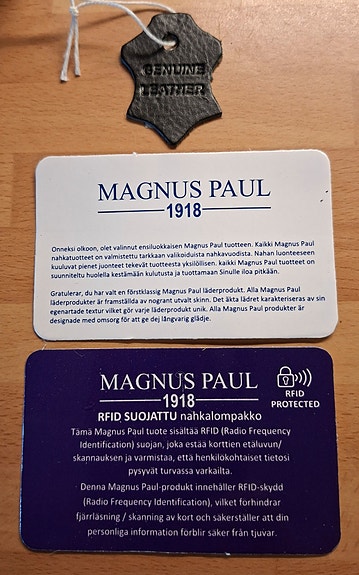 GENUINE
LEATHER
MAGNUS PAUL
1918
Onneksi olkoon, olet valinnut ensiluokkaisen Magnus Paul tuotteen. Kaikki Magnus Paul
nahkatuotteet on valmistettu tarkkaan valikoiduista nahkavuodista. Nahan luonteeseen
kuuluvat pienet juonteet tekevät tuotteesta yksilöllisen. kaikki Magnus Paul tuotteet on
suunniteltu huolella kestämään kulutusta ja tuottamaan Sinulle iloa pitkään.
Gratulerar, du har valt en förstklassig Magnus Paul läderprodukt. Alla Magnus Paul
läderprodukter är framställda av nogrant utvalt skinn. Det äkta lädret karakteriseras av sin
egenartade textur vilket gör varje läderprodukt unik. Alla Magnus Paul produkter är
designade med omsorg för att ge dej långvarig glädje.
MAGNUS PAUL
1918
RFID
PROTECTED
RFID SUOJATTU nahkalompakko
Tämä Magnus Paul tuote sisältää RFID (Radio Frequency
Identification) suojan, joka estää korttien etäluvun/
skannauksen ja varmistaa, että henkilökohtaiset tietosi
pysyvät turvassa varkailta.
Denna Magnus Paul-produkt innehåller RFID-skydd
(Radio Frequency Identification), vilket förhindrar
fjärrläsning / skanning av kort och säkerställer att din
personliga information förblir säker från tjuvar.